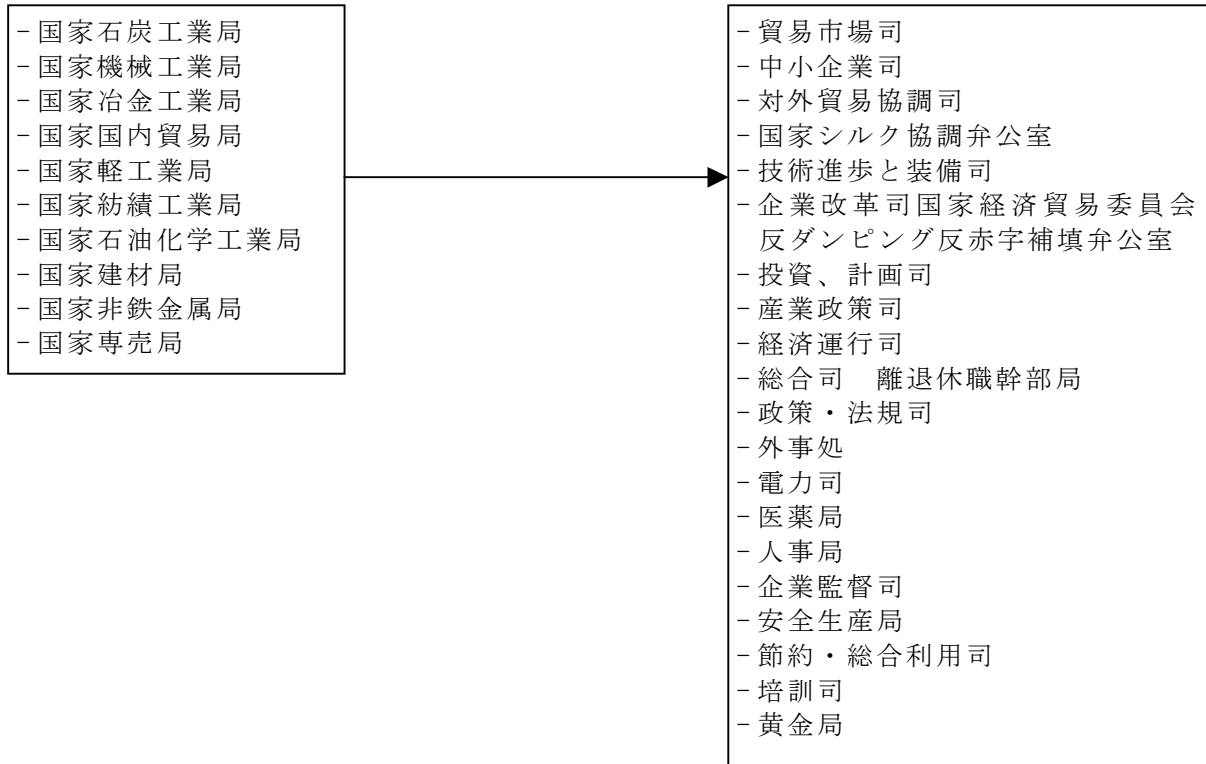 -国家石炭工業局
-国家機械工業局
-国家冶金工業局
-国家国内貿易局
-国家軽工業局
-国家紡績工業局
-国家石油化学工業局
-国家建材局
-国家非鉄金属局
-国家専売局
-貿易市場司
-中小企業司
-対外貿易協調司
-国家シルク協調弁公室
-技術進歩と装備司
-企業改革司国家経済貿易委員会
反ダンピング反赤字補填弁公室
-投資、計画司
-産業政策司
-経済運行司
-総合司　離退休職幹部局
-政策・法規司
-外事処
-電力司
-医薬局
-人事局
-企業監督司
-安全生産局
-節約・総合利用司
-培訓司
-黄金局